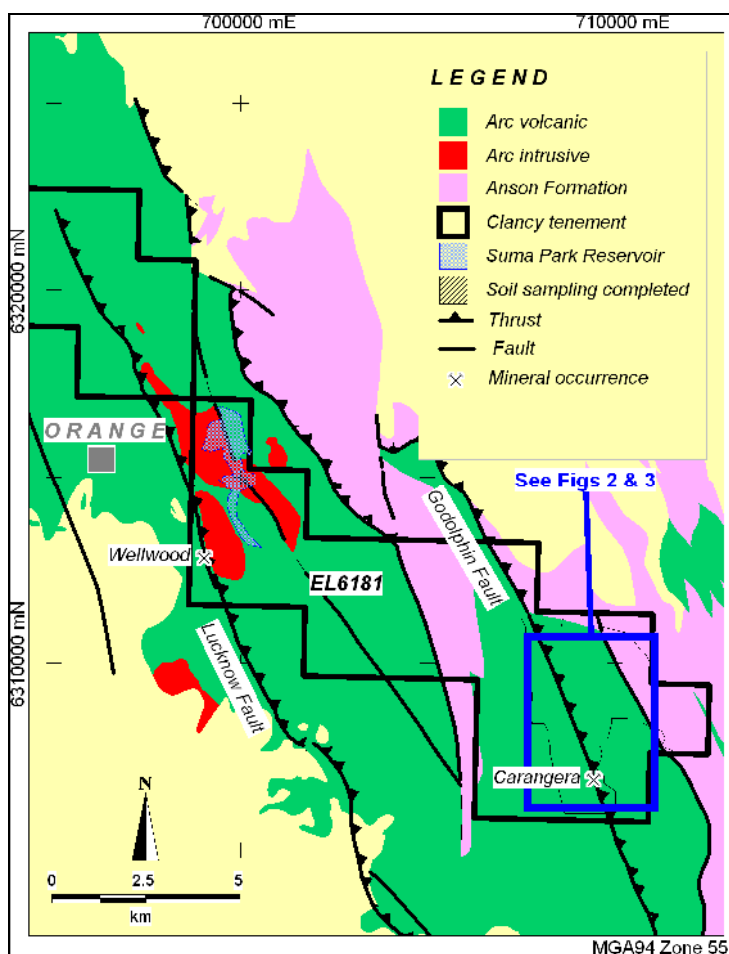 700000 mE
710000 mE
L E G E N D
Arc volcanic
Arc intrusive
Anson Formation
Clancy tenement
Suma Park Reservoir
Soil sampling completed
Thrust
Fault
Mineral occurrence
6320000 mN
O R A N G E
See Figs 2 & 3
Godolphin Fault
Wellwood
EL6181
6310000 mN
Lucknow Fault
Carangera
N
0 2.5 5
km
MGA94 Zone 55